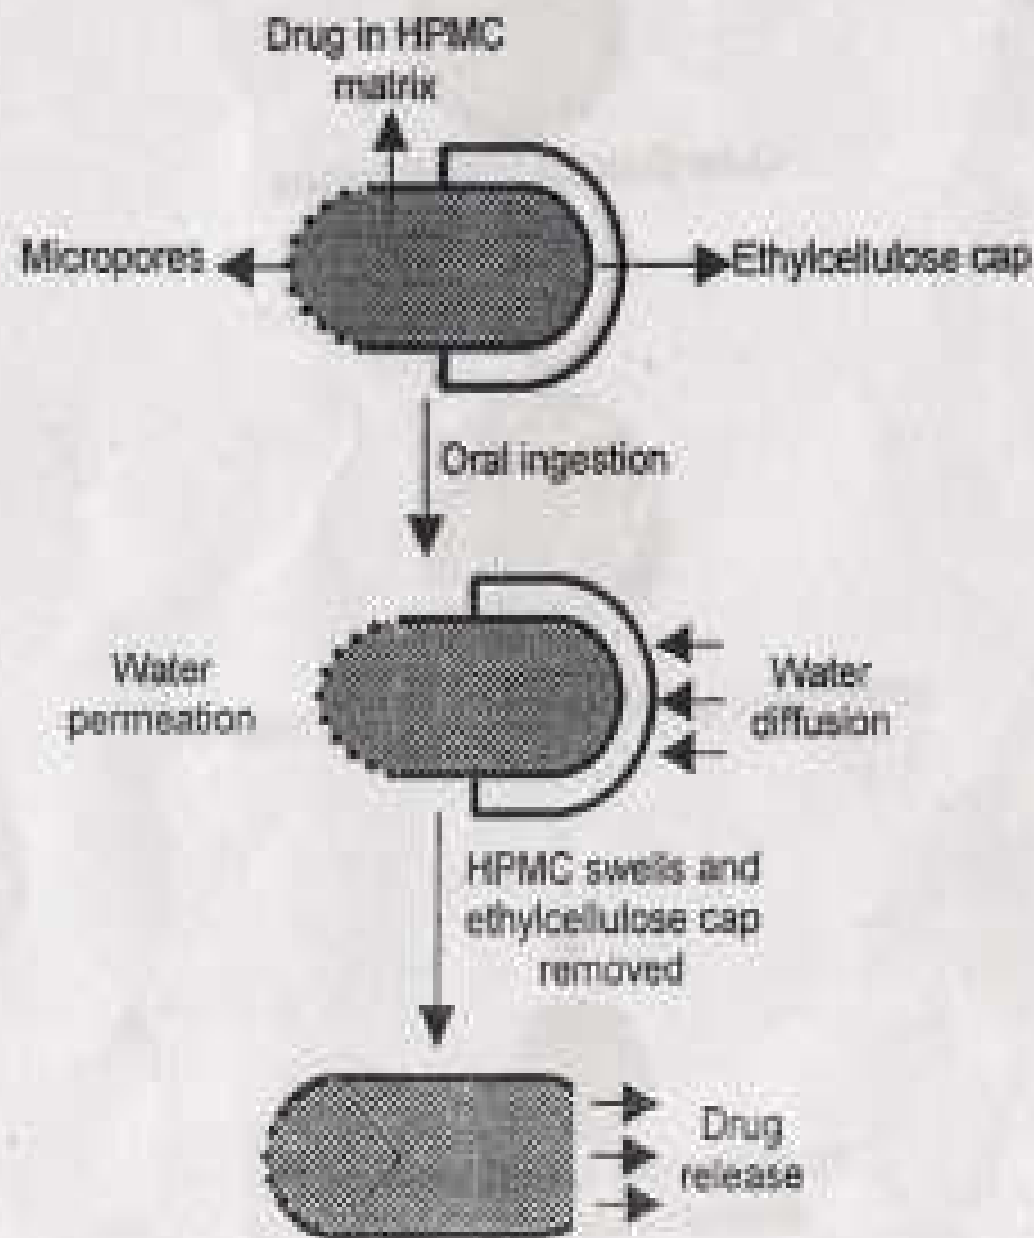 Drug in HPMC
matrix
Micropores
Ethylcellulose cap
Oral ingestion
Water
permeation
Water
diffusion
HPMC swells and
ethylcellulose cap
removed
Drug
release